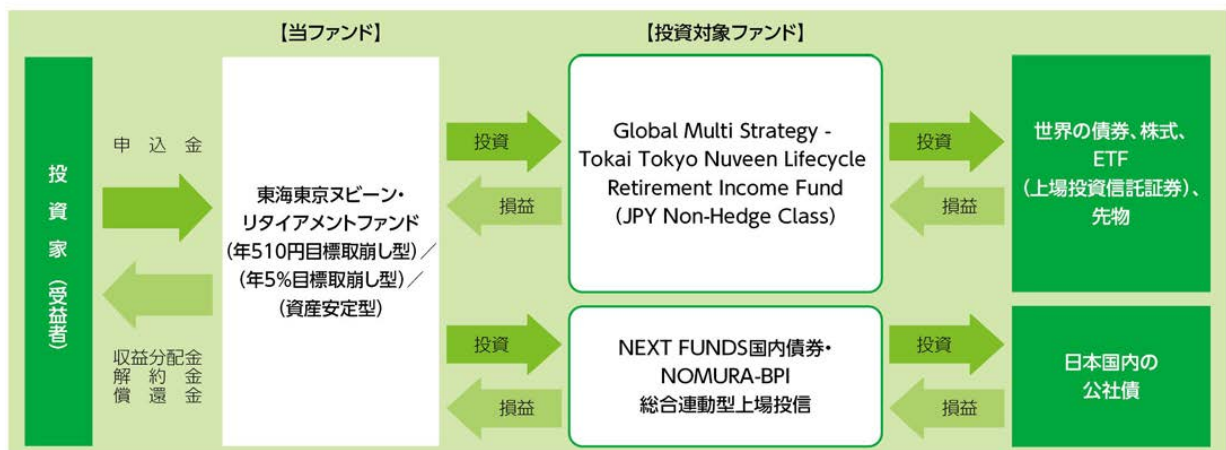 【当ファンド】
【投資対象ファンド】
投資家(受益者)
申込金
収益分配金
解約金
償還金
東海東京ヌビーン・
リタイアメントファンド
(年510円目標取崩し型)/
(年5%目標取崩し型)/
(資産安定型)
投資
損益
Global Multi Strategy -
Tokai Tokyo Nuveen Lifecycle
Retirement Income Fund
(JPY Non-Hedge Class)
投資
損益
世界の債券、株式、
ETF
(上場投資信託証券)、
先物
投資
損益
NEXT FUNDS国内債券・
NOMURA-BPI
総合連動型上場投信
投資
損益
日本国内の
公社債